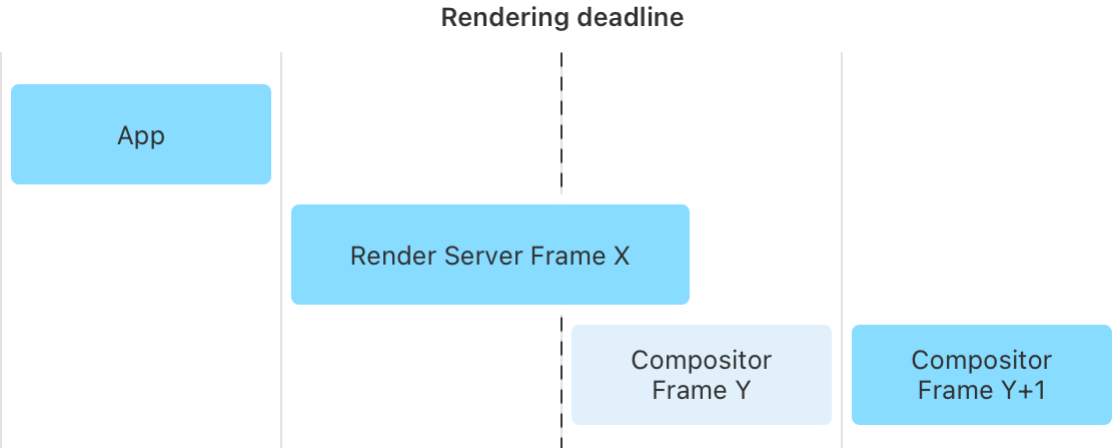 Rendering deadline
App
Render Server Frame X
Compositor
Frame Y
Compositor
Frame Y+1